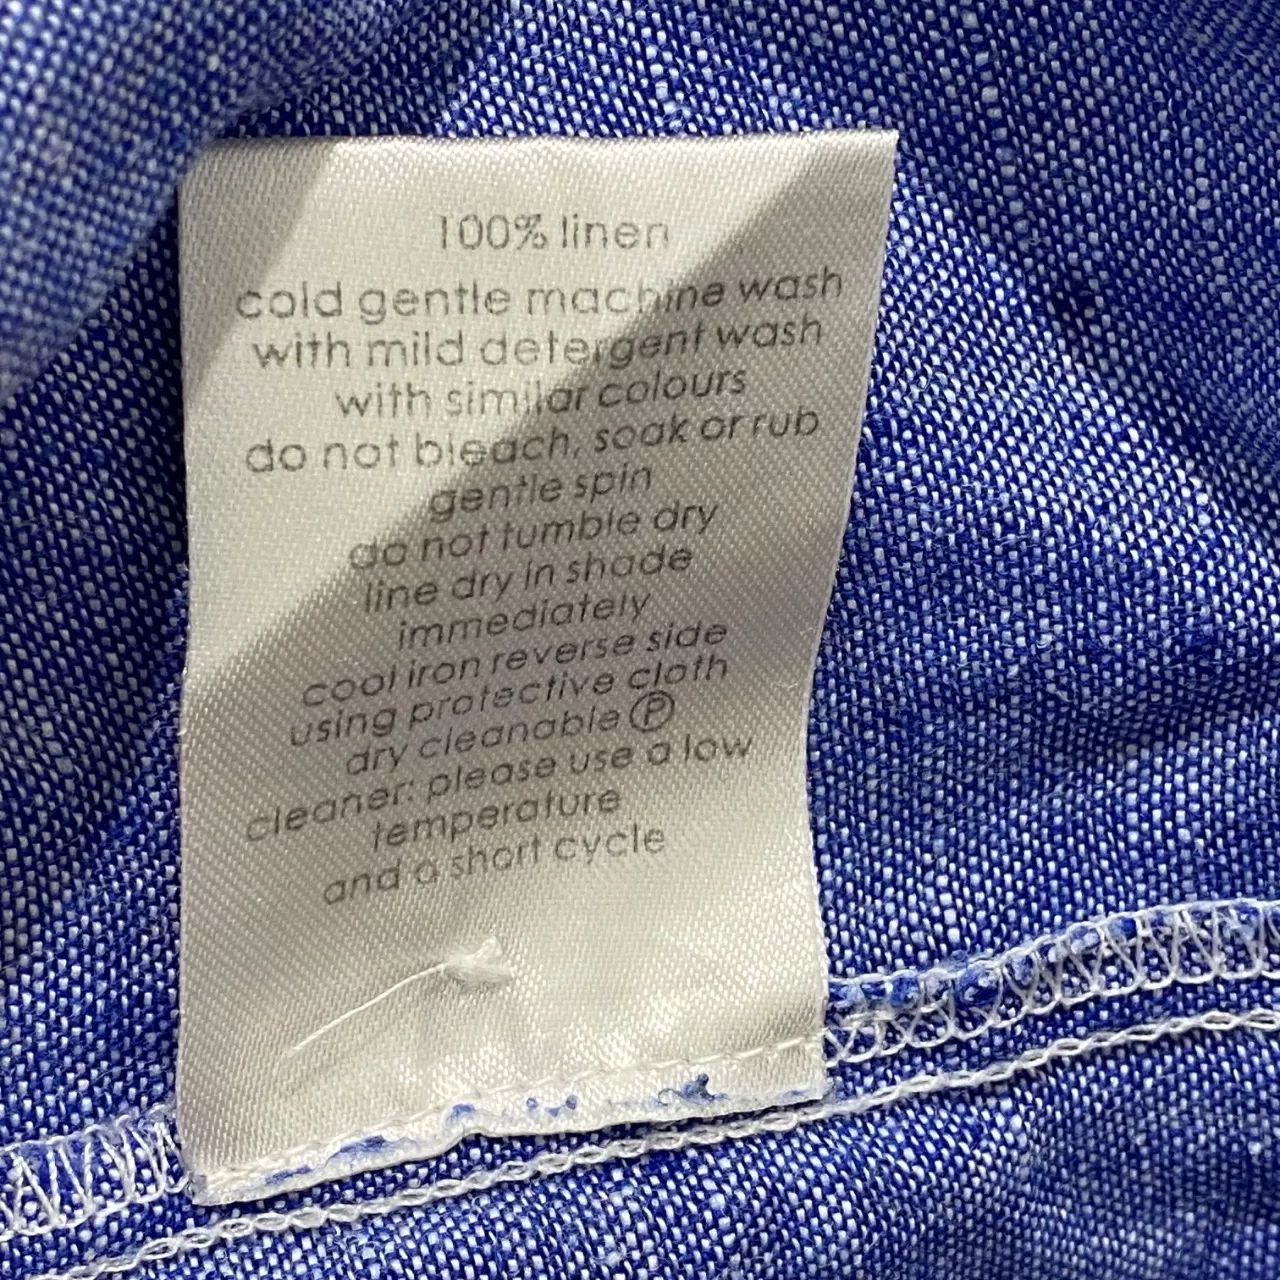 100% linen
cold gentle machine wash
with mild detergent wash
with similar colours
do not bleach, soak or rub
gentle spin
do not tumble dry
line dry in shade
immediately
cool iron reverse side
using protective cloth
dry cleanable Ⓟ
cleaner: please use a low
temperature
and a short cycle